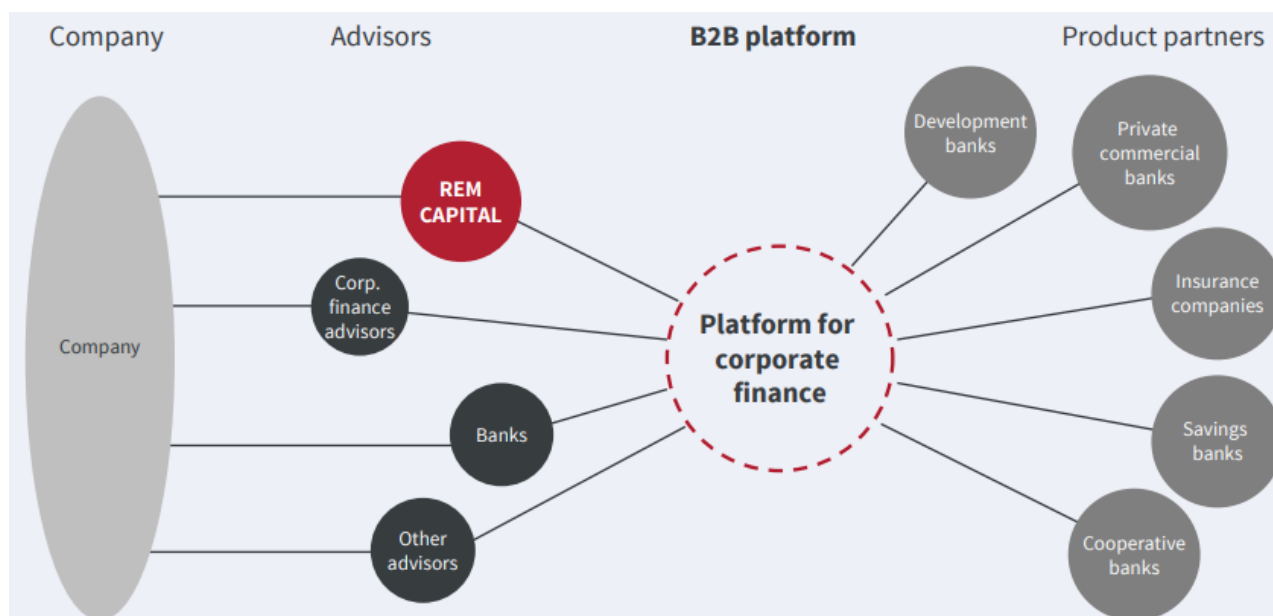 Company
Advisors
B2B platform
Product partners
Company
REM
CAPITAL
Corp.
finance
advisors
Banks
Other
advisors
Platform for
corporate
finance
Development
banks
Private
commercial
banks
Insurance
companies
Savings
banks
Cooperative
banks